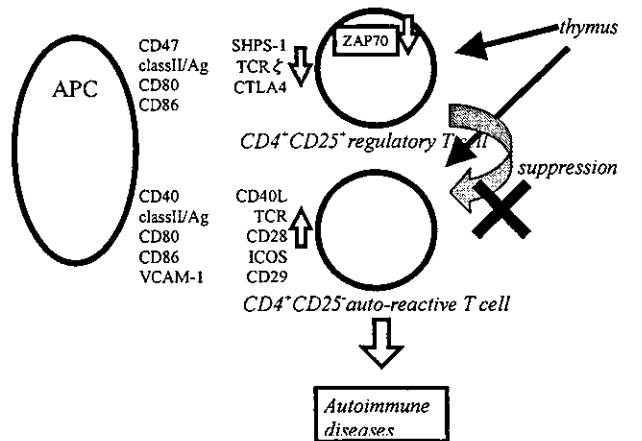 CD47
classII/Ag
CD80
CD86
SHPS-1
TCRζ
CTLA4
ZAP70
thymus
APC
CD4⁺CD25⁺regulatory T cell
suppression
CD40
classII/Ag
CD80
CD86
VCAM-1
CD40L
TCR
CD28
ICOS
CD29
CD4⁺CD25⁻auto-reactive T cell
Autoimmune
diseases